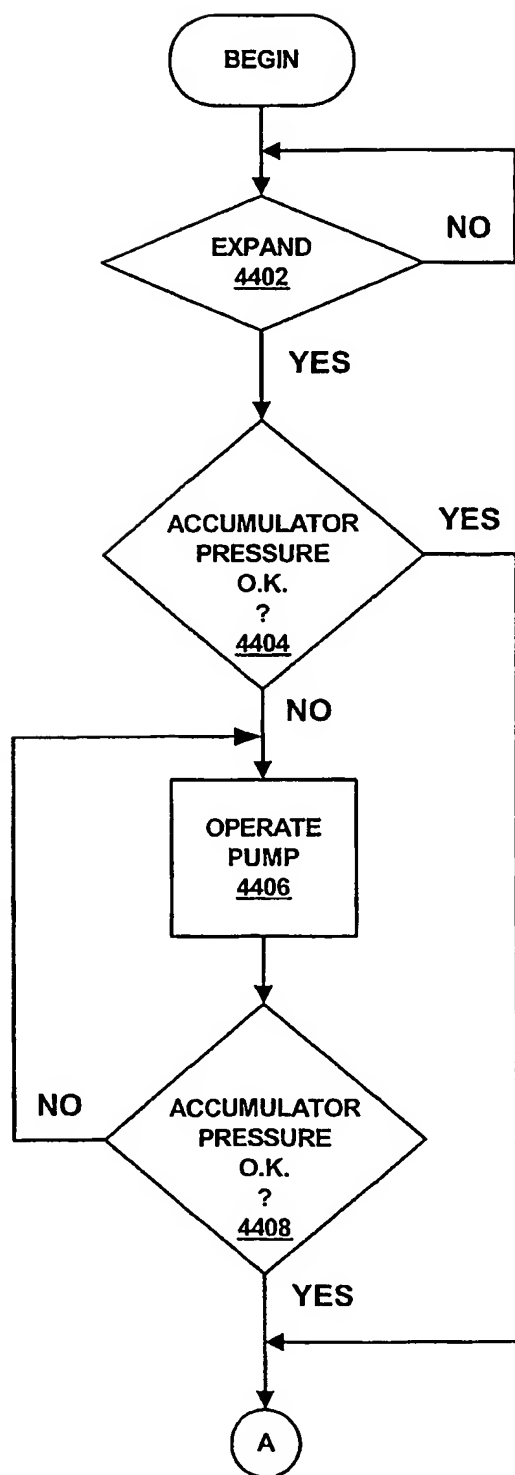 BEGIN
NO
EXPAND
4402
YES
ACCUMULATOR
PRESSURE
O.K.
?
4404
YES
NO
OPERATE
PUMP
4406
NO
ACCUMULATOR
PRESSURE
O.K.
?
4408
YES
A